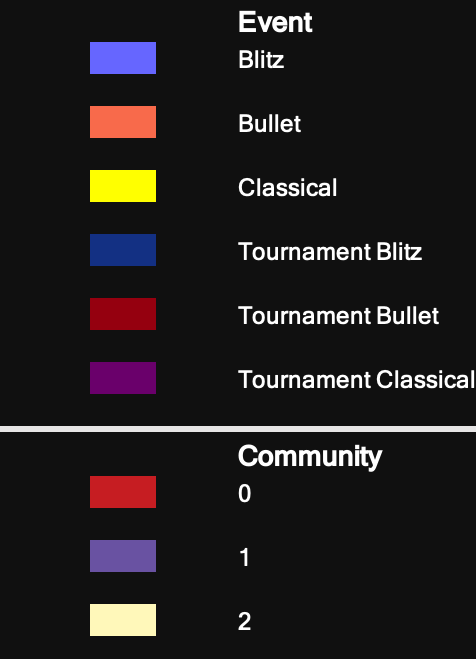 Event
Blitz
Bullet
Classical
Tournament Blitz
Tournament Bullet
Tournament Classical
Community
0
1
2